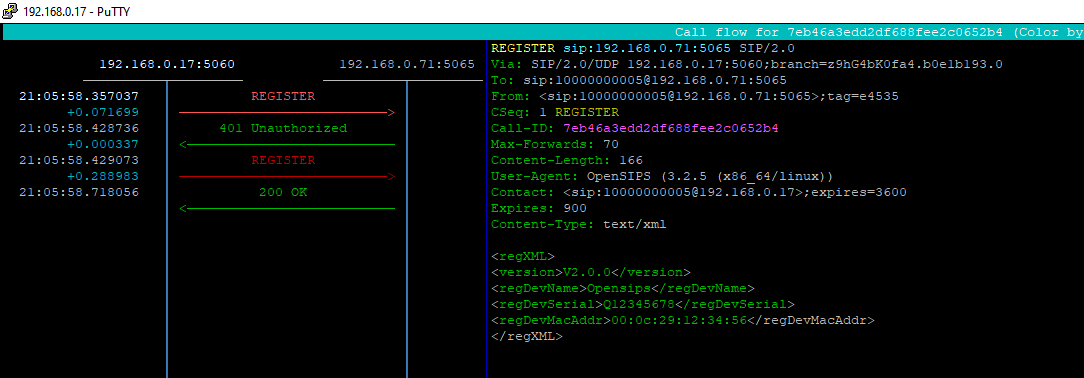 192.168.0.17 - PuTTY
Call flow for 7eb46a3edd2df688fee2c0652b4 (Color by
192.168.0.17:5060 192.168.0.71:5065
21:05:58.357037 REGISTER
+0.071699
21:05:58.428736 401 Unauthorized
+0.000337
21:05:58.429073 REGISTER
+0.288983
21:05:58.718056 200 OK
REGISTER sip:192.168.0.71:5065 SIP/2.0
Via: SIP/2.0/UDP 192.168.0.17:5060;branch=z9hG4bK0fa4.b0e1b193.0
To: sip:10000000005@192.168.0.71:5065
From: <sip:10000000005@192.168.0.71:5065>;tag=e4535
CSeq: 1 REGISTER
Call-ID: 7eb46a3edd2df688fee2c0652b4
Max-Forwards: 70
Content-Length: 166
User-Agent: OpenSIPS (3.2.5 (x86_64/linux))
Contact: <sip:10000000005@192.168.0.17>;expires=3600
Expires: 900
Content-Type: text/xml
<regXML>
<version>V2.0.0</version>
<regDevName>Opensips</regDevName>
<regDevSerial>Q12345678</regDevSerial>
<regDevMacAddr>00:0c:29:12:34:56</regDevMacAddr>
</regXML>